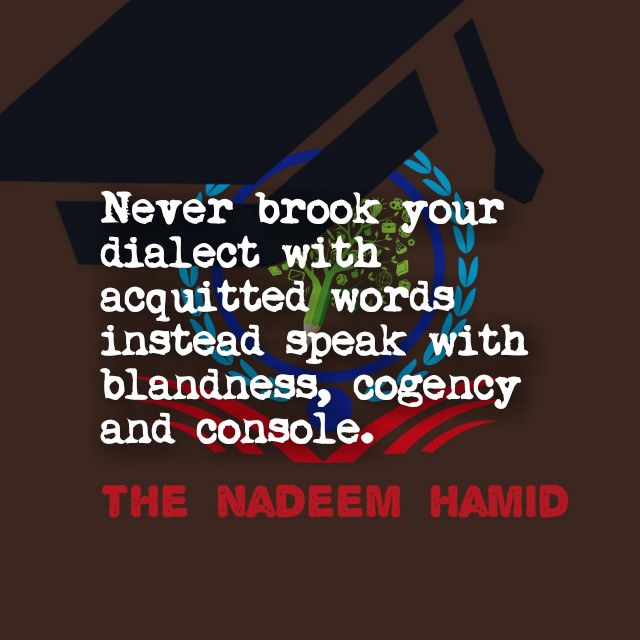 Never brook your
dialect with
acquitted words
instead speak with
blandness, cogency
and console.
THE NADEEM HAMID